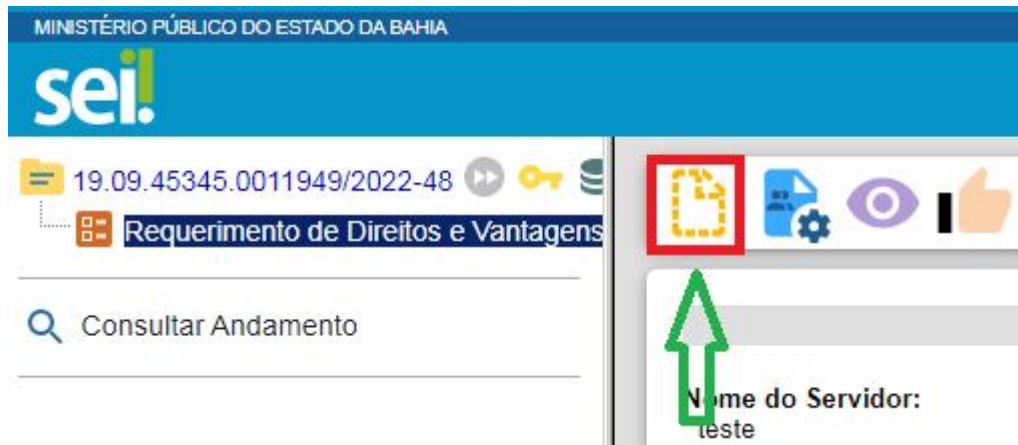 MINISTÉRIO PÚBLICO DO ESTADO DA BAHIA
sei!
19.09.45345.0011949/2022-48
Requerimento de Direitos e Vantagens
Consultar Andamento
Nome do Servidor:
teste